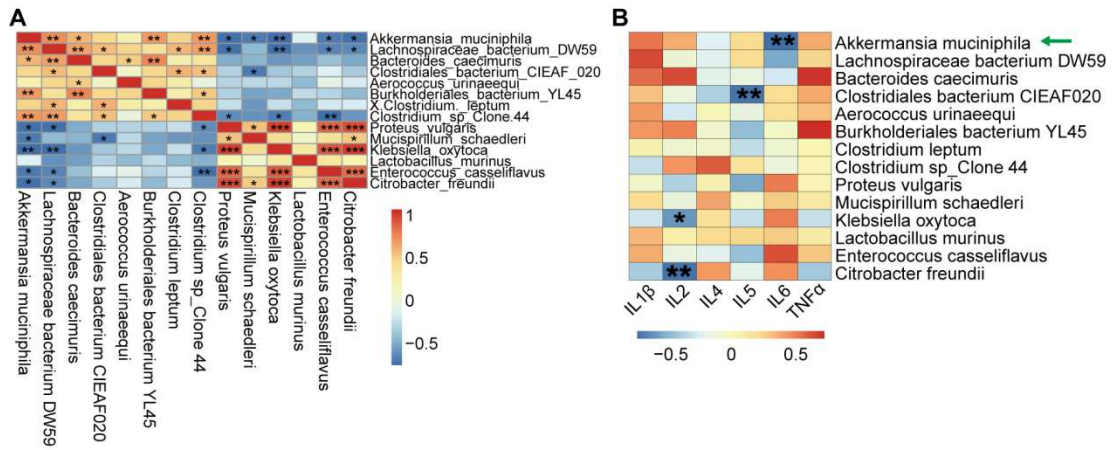 A
B
Akkermansia_muciniphila
Lachnospiraceae_bacterium_DW59
Bacteroides_caecimuris
Clostridiales_bacterium_CIEAF_020
Aerococcus_urinaeequi
Burkholderiales_bacterium_YL45
X.Clostridium._leptum
Clostridium_sp_Clone.44
Proteus_vulgaris
Mucispirillum_schaedleri
Klebsiella_oxytoca
Lactobacillus_murinus
Enterococcus_casseliflavus
Citrobacter_freundii
Akkermansia muciniphila
Lachnospiraceae bacterium DW59
Bacteroides caecimuris
Clostridiales bacterium CIEAF020
Aerococcus urinaeequi
Burkholderiales bacterium YL45
Clostridium leptum
Clostridium sp_Clone 44
Proteus vulgaris
Mucispirillum schaedleri
Klebsiella oxytoca
Lactobacillus murinus
Enterococcus casseliflavus
Citrobacter freundii
1
0.5
0
−0.5
Akkermansia muciniphila
Lachnospiraceae bacterium DW59
Bacteroides caecimuris
Clostridiales bacterium CIEAF020
Aerococcus urinaeequi
Burkholderiales bacterium YL45
Clostridium leptum
Clostridium sp_Clone 44
Proteus vulgaris
Mucispirillum schaedleri
Klebsiella oxytoca
Lactobacillus murinus
Enterococcus casseliflavus
Citrobacter freundii
IL1β IL2 IL4 IL5 IL6 TNFα
−0.5 0 0.5